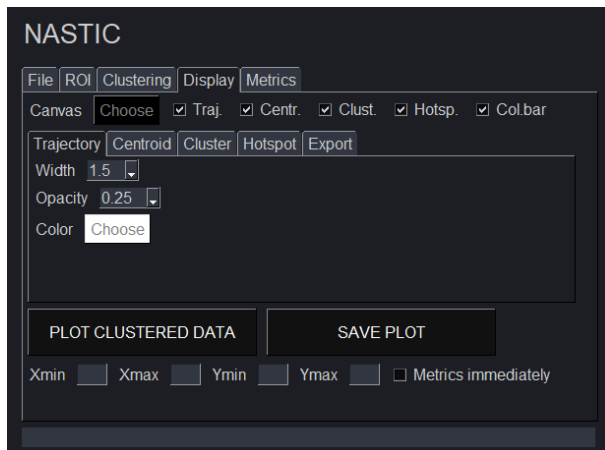 NASTIC
File ROI Clustering Display Metrics
Canvas Choose Traj. Centr. Clust. Hotsp. Col.bar
Trajectory Centroid Cluster Hotspot Export
Width 1.5
Opacity 0.25
Color Choose
PLOT CLUSTERED DATA SAVE PLOT
Xmin Xmax Ymin Ymax Metrics immediately